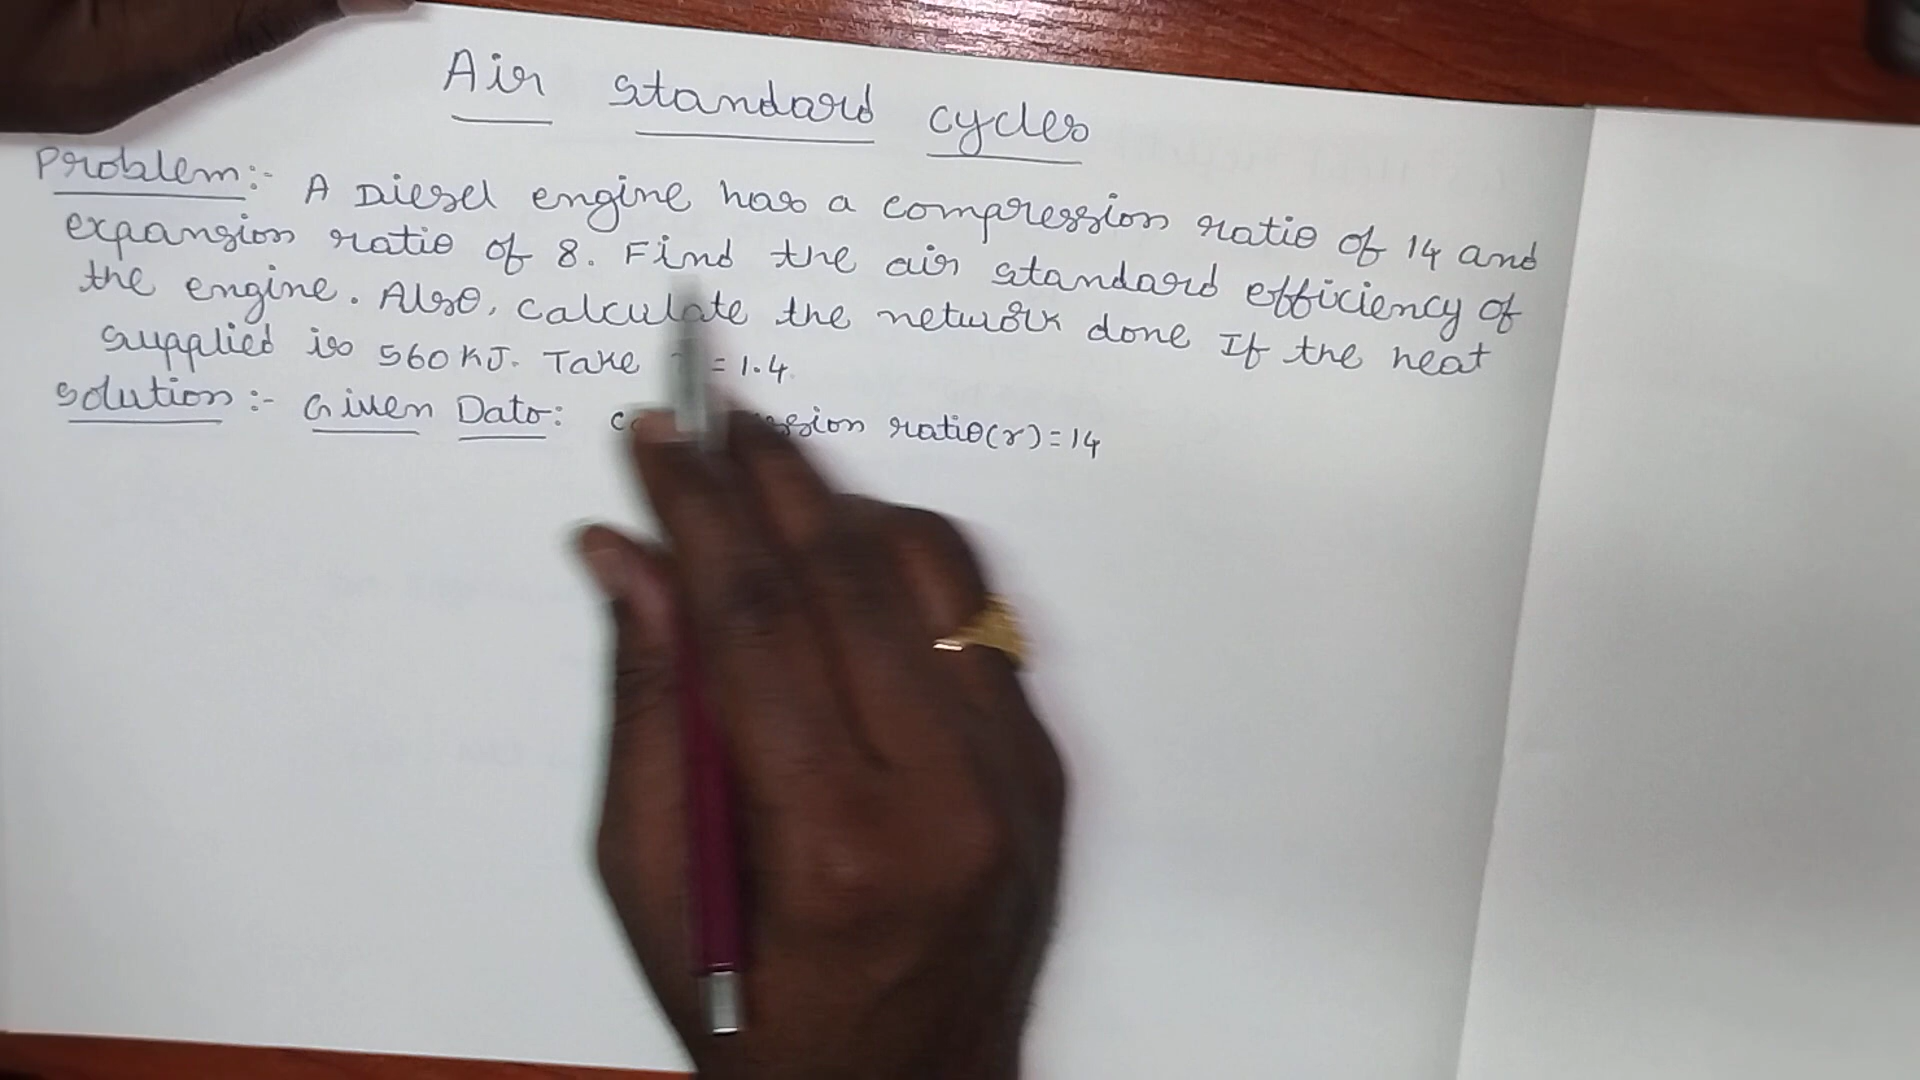 Air standard cycles
Problem:- A Diesel engine has a compression ratio of 14 and
expansion ratio of 8. Find the air standard efficiency of
the engine. Also, calculate the network done If the heat
supplied is 560 KJ. Take = 1.4.
Solution:- Given Data: ratio(r)=14